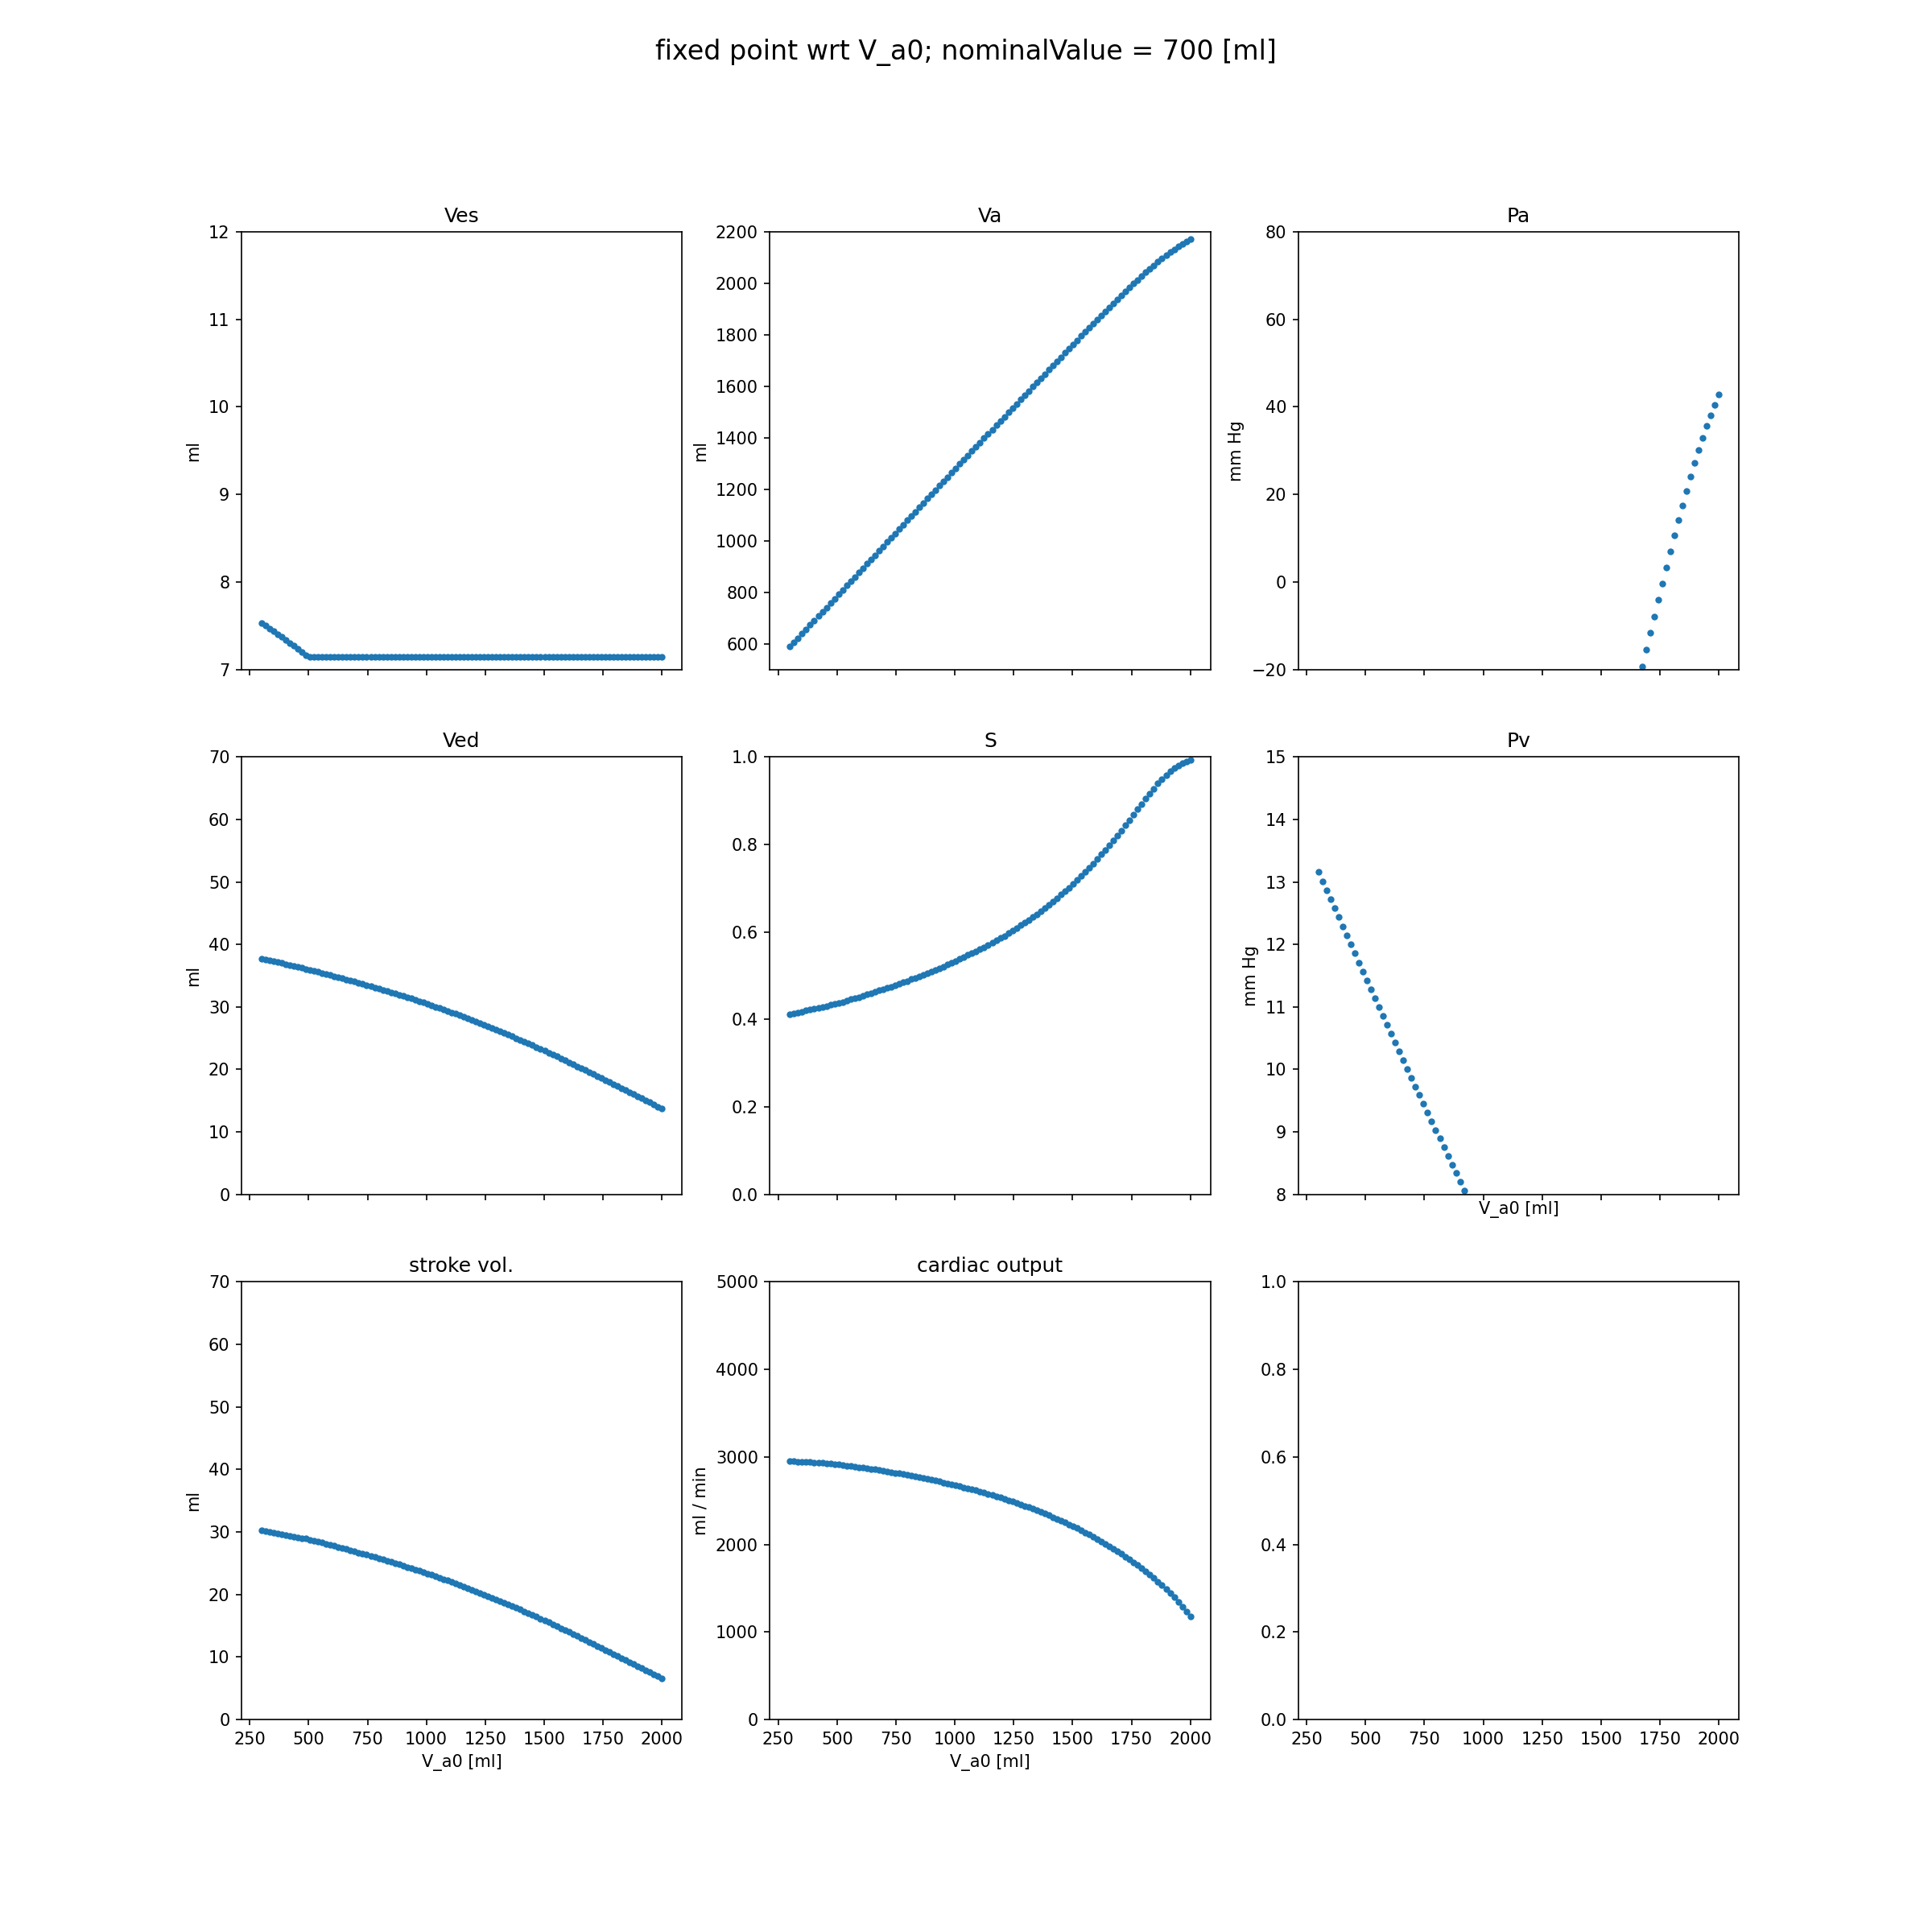 fixed point wrt V_a0; nominalValue = 700 [ml]
Ves
12
11
10
9
8
7
ml
Va
2200
2000
1800
1600
1400
1200
1000
800
600
ml
Pa
80
60
40
20
0
−20
mm Hg
Ved
70
60
50
40
30
20
10
0
ml
S
1.0
0.8
0.6
0.4
0.2
0.0
Pv
15
14
13
12
11
10
9
8
mm Hg
V_a0 [ml]
stroke vol.
70
60
50
40
30
20
10
0
ml
250 500 750 1000 1250 1500 1750 2000
V_a0 [ml]
cardiac output
5000
4000
3000
2000
1000
0
ml / min
250 500 750 1000 1250 1500 1750 2000
V_a0 [ml]
1.0
0.8
0.6
0.4
0.2
0.0
250 500 750 1000 1250 1500 1750 2000